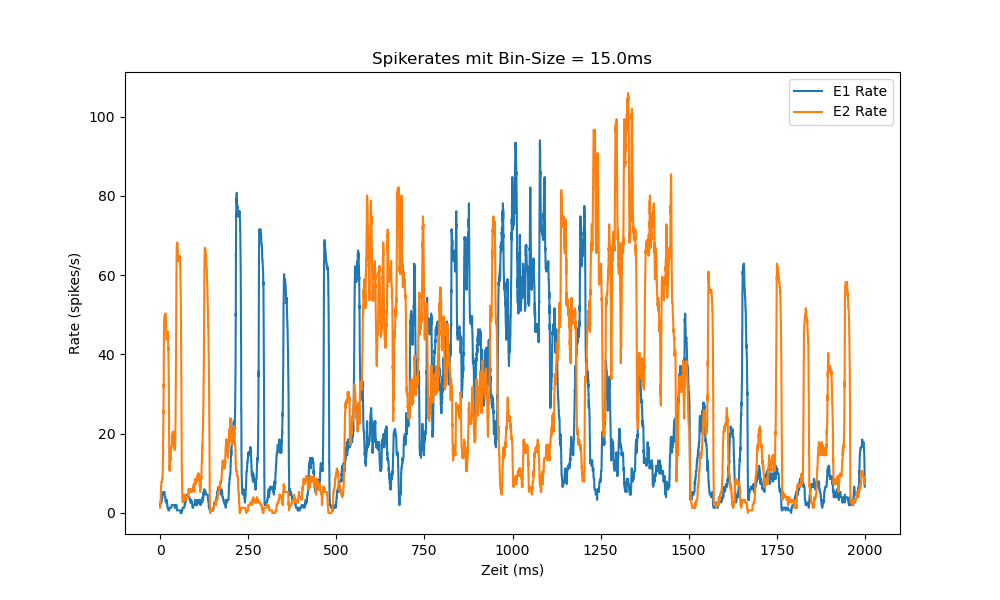 Spikerates mit Bin-Size = 15.0ms
E1 Rate
E2 Rate
Rate (spikes/s)
100
80
60
40
20
0
0 250 500 750 1000 1250 1500 1750 2000
Zeit (ms)